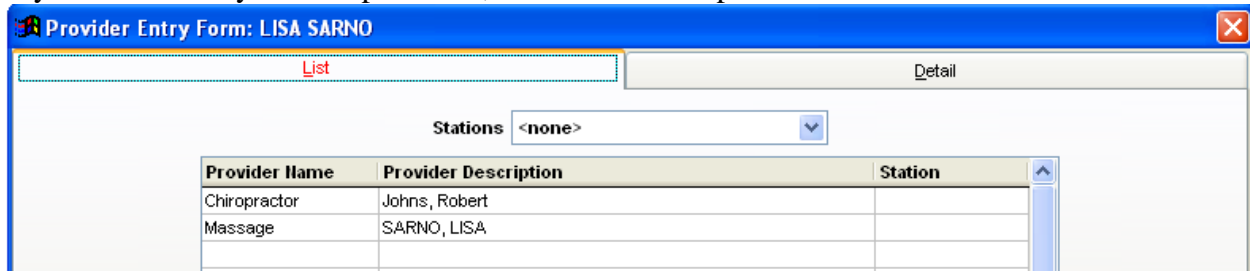 Provider Entry Form: LISA SARNO
List Detail
Stations <none>
Provider Name Provider Description Station
Chiropractor Johns, Robert
Massage SARNO, LISA